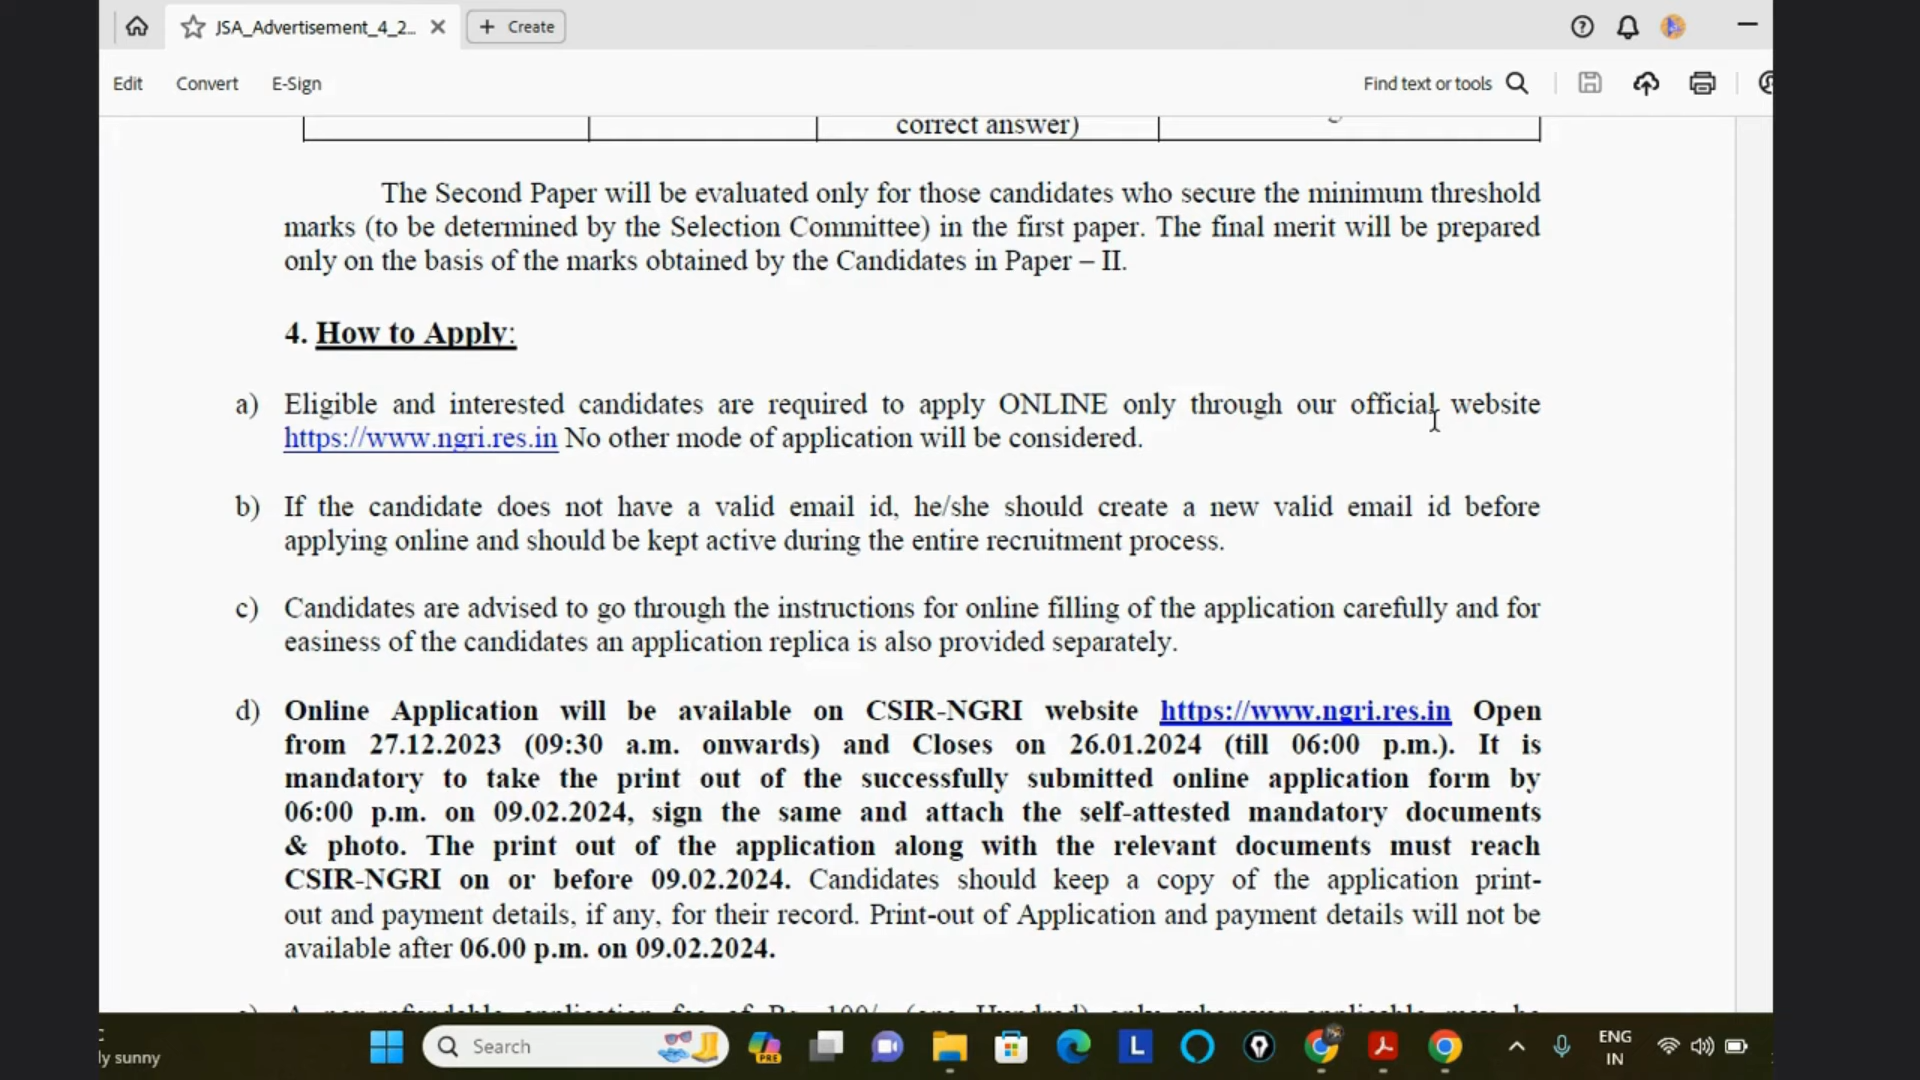 JSA_Advertisement_4_2...
Create
Edit
Convert
E-Sign
Find text or tools
correct answer)
The Second Paper will be evaluated only for those candidates who secure the minimum threshold
marks (to be determined by the Selection Committee) in the first paper. The final merit will be prepared
only on the basis of the marks obtained by the Candidates in Paper – II.
4. How to Apply:
a) Eligible and interested candidates are required to apply ONLINE only through our official website
https://www.ngri.res.in No other mode of application will be considered.
b) If the candidate does not have a valid email id, he/she should create a new valid email id before
applying online and should be kept active during the entire recruitment process.
c) Candidates are advised to go through the instructions for online filling of the application carefully and for
easiness of the candidates an application replica is also provided separately.
d) Online Application will be available on CSIR-NGRI website https://www.ngri.res.in Open
from 27.12.2023 (09:30 a.m. onwards) and Closes on 26.01.2024 (till 06:00 p.m.). It is
mandatory to take the print out of the successfully submitted online application form by
06:00 p.m. on 09.02.2024, sign the same and attach the self-attested mandatory documents
& photo. The print out of the application along with the relevant documents must reach
CSIR-NGRI on or before 09.02.2024. Candidates should keep a copy of the application print-
out and payment details, if any, for their record. Print-out of Application and payment details will not be
available after 06.00 p.m. on 09.02.2024.
ly sunny
Search
PRE
L
ENG
IN